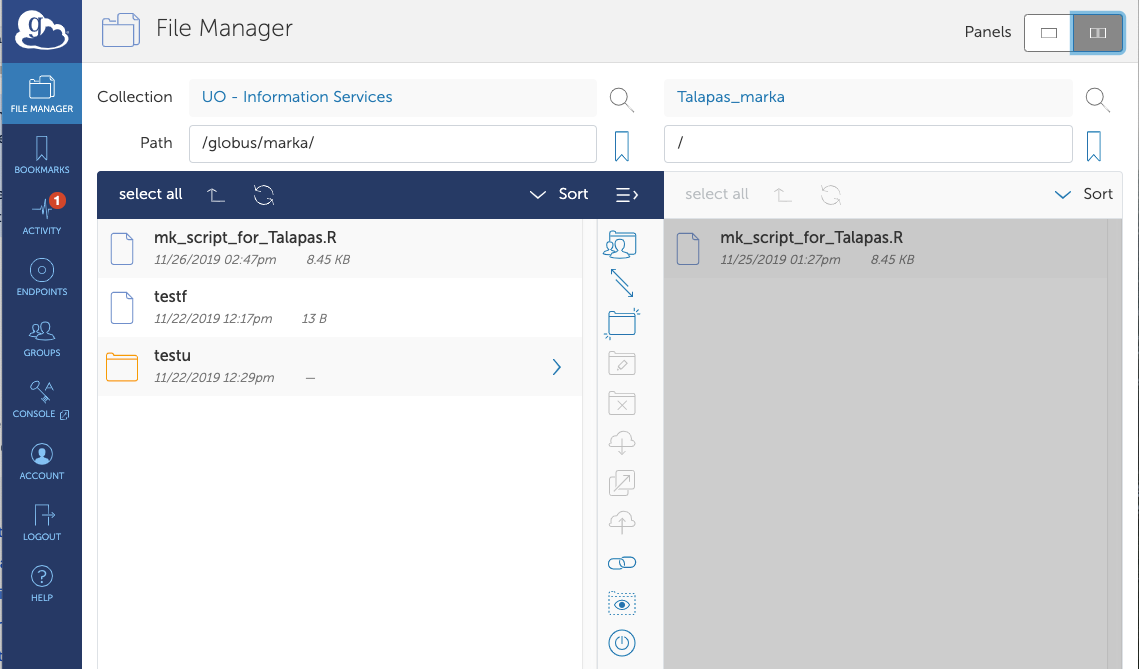 g
File Manager
Panels
FILE MANAGER
BOOKMARKS
1
ACTIVITY
ENDPOINTS
GROUPS
CONSOLE
ACCOUNT
LOGOUT
HELP
Collection
UO - Information Services
Path
/globus/marka/
select all
Sort
mk_script_for_Talapas.R
11/26/2019 02:47pm 8.45 KB
testf
11/22/2019 12:17pm 13 B
testu
11/22/2019 12:29pm —
Talapas_marka
/
select all
Sort
mk_script_for_Talapas.R
11/25/2019 01:27pm 8.45 KB